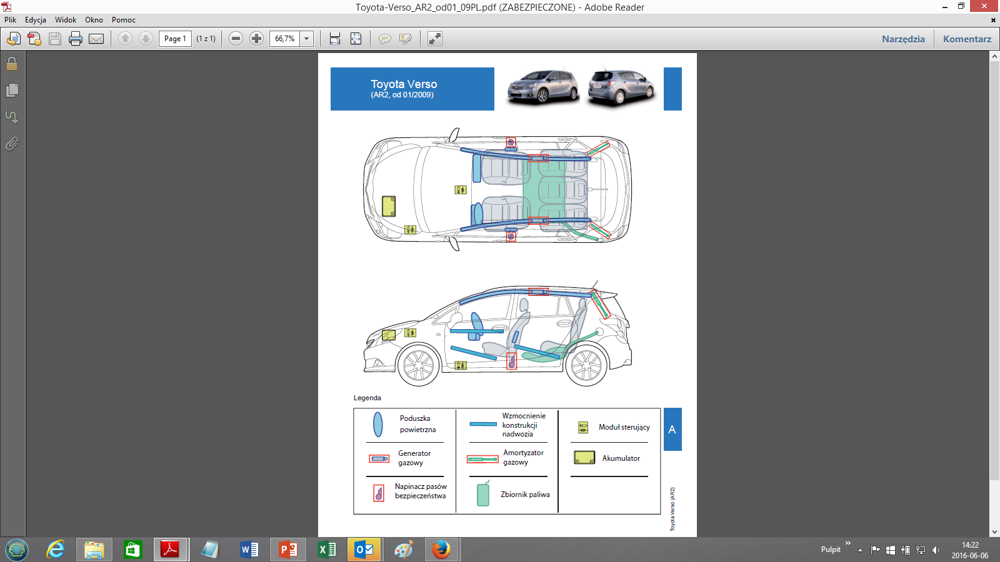 Toyota-Verso_AR2_od01_09PL.pdf (ZABEZPIECZONE) - Adobe Reader
Plik Edycja Widok Okno Pomoc
Page 1 (1 z 1) 66,7% Narzędzia Komentarz
Toyota Verso
(AR2, od 01/2009)
Legenda
Poduszka
powietrzna
Wzmocnienie
konstrukcji
nadwozia
Moduł sterujący
Generator
gazowy
Amortyzator
gazowy
Akumulator
Napinacz pasów
bezpieczeństwa
Zbiornik paliwa
A
Toyota Verso (AR2)
Pulpit
14:22
2016-06-06